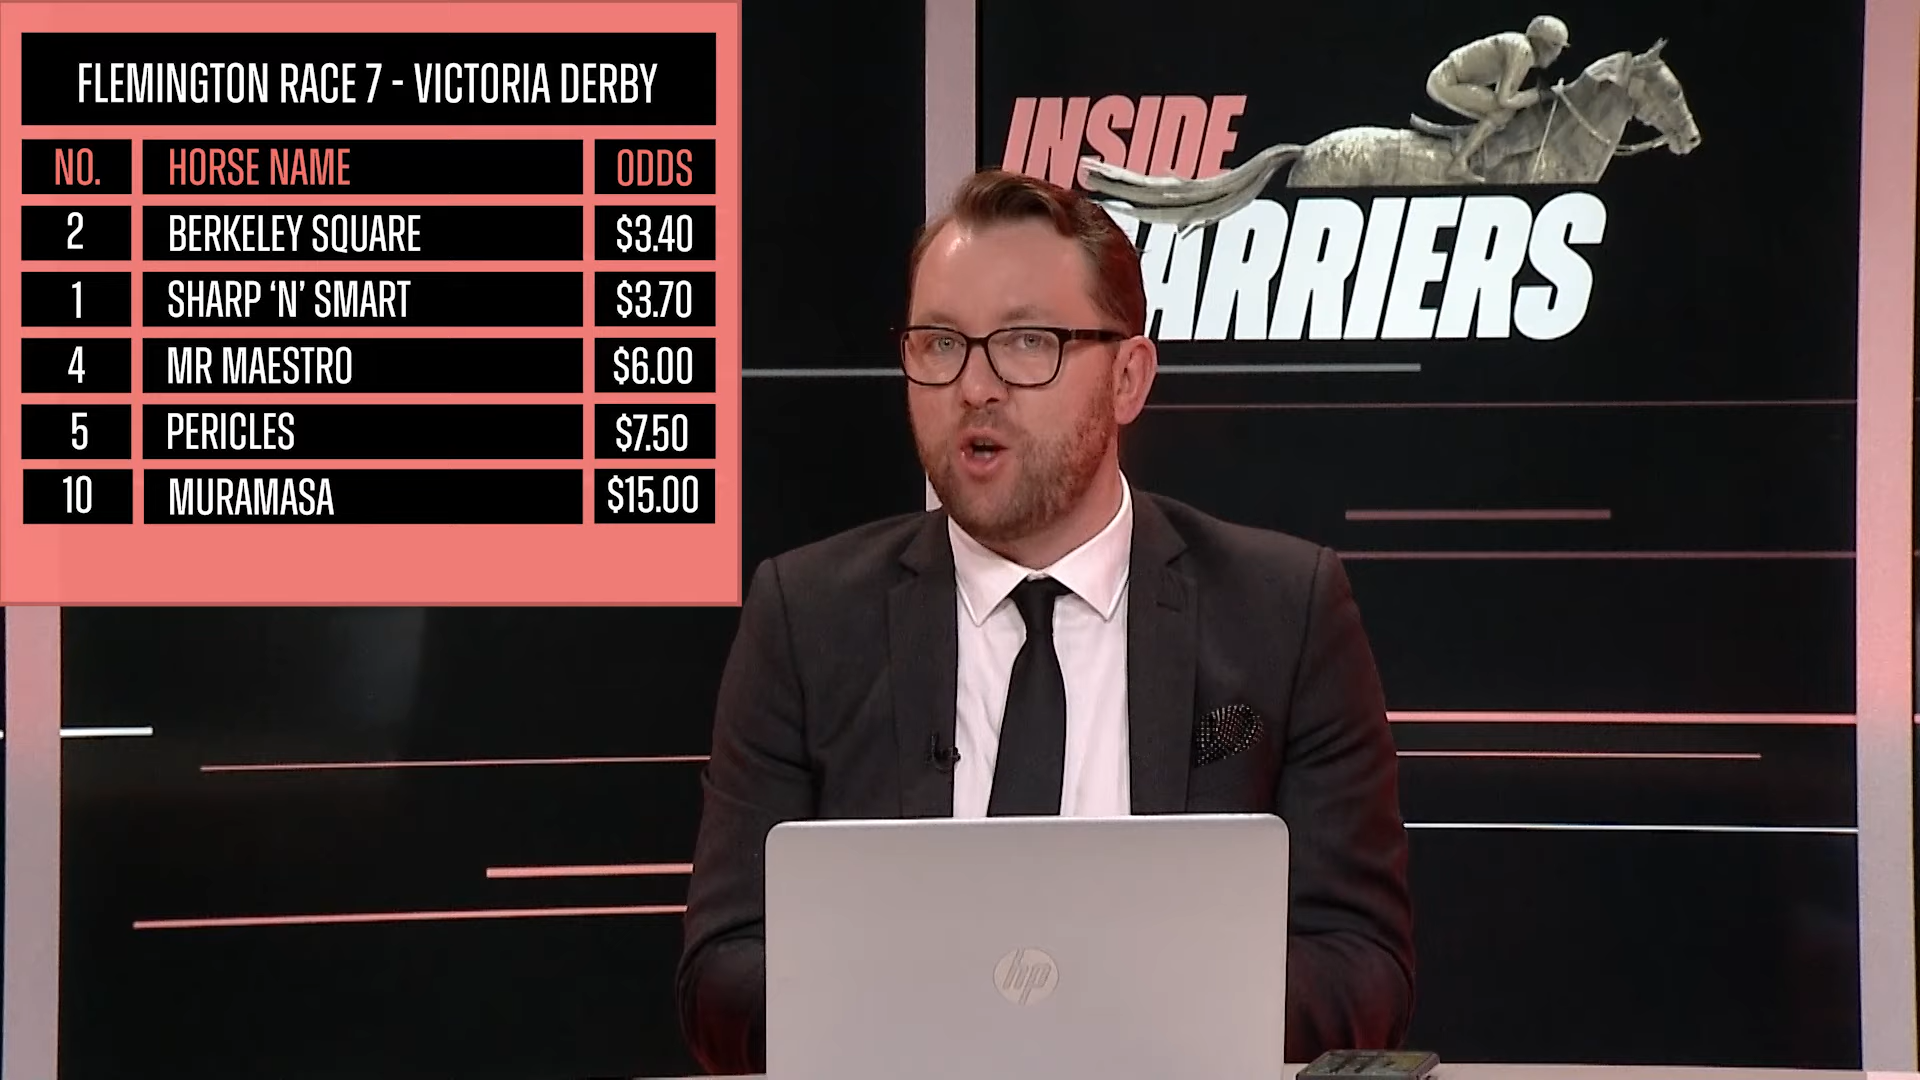 FLEMINGTON RACE 7 - VICTORIA DERBY
NO. HORSE NAME ODDS
2 BERKELEY SQUARE $3.40
1 SHARP ‘N’ SMART $3.70
4 MR MAESTRO $6.00
5 PERICLES $7.50
10 MURAMASA $15.00
INSIDE
ARRIERS
hp